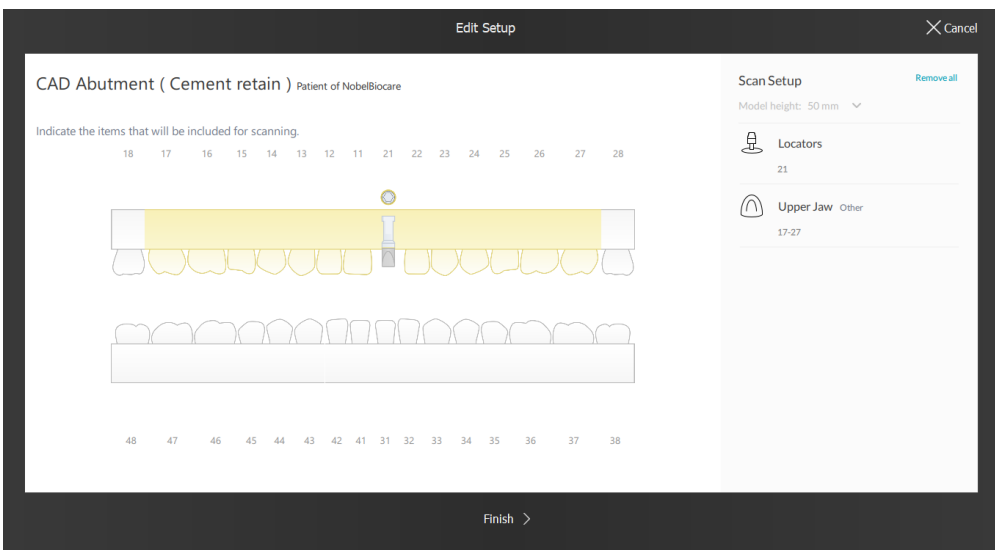 Edit Setup
Cancel
CAD Abutment ( Cement retain ) Patient of NobelBiocare
Indicate the items that will be included for scanning.
18 17 16 15 14 13 12 11 21 22 23 24 25 26 27 28
48 47 46 45 44 43 42 41 31 32 33 34 35 36 37 38
Scan Setup Remove all
Model height: 50 mm
Locators
21
Upper Jaw Other
17-27
Finish